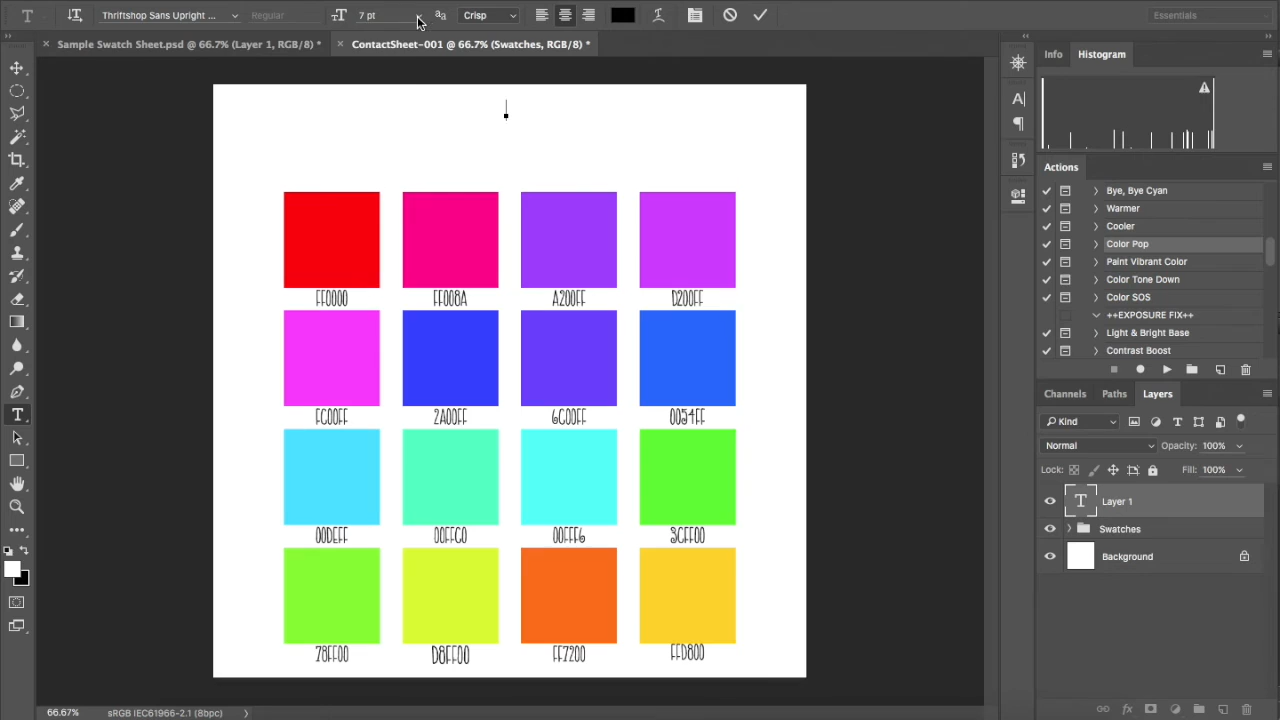 Thriftshop Sans Upright ... Regular 7 pt Crisp Essentials
Sample Swatch Sheet.psd @ 66.7% (Layer 1, RGB/8) * ContactSheet-001 @ 66.7% (Swatches, RGB/8) *
Info Histogram
Actions
Bye, Bye Cyan
Warmer
Cooler
Color Pop
Paint Vibrant Color
Color Tone Down
Color SOS
++EXPOSURE FIX++
Light & Bright Base
Contrast Boost
FF0000 FF008A A200FF D200FF
FC00FF 2A00FF 6C00FF 0054FF
00DEFF 00FFC0 00FFF6 3CFF00
78FF00 D8FF00 FF7200 FFD800
Channels Paths Layers
Kind
Normal Opacity: 100%
Lock: Fill: 100%
T Layer 1
Swatches
Background
66.67% sRGB IEC61966-2.1 (8bpc)